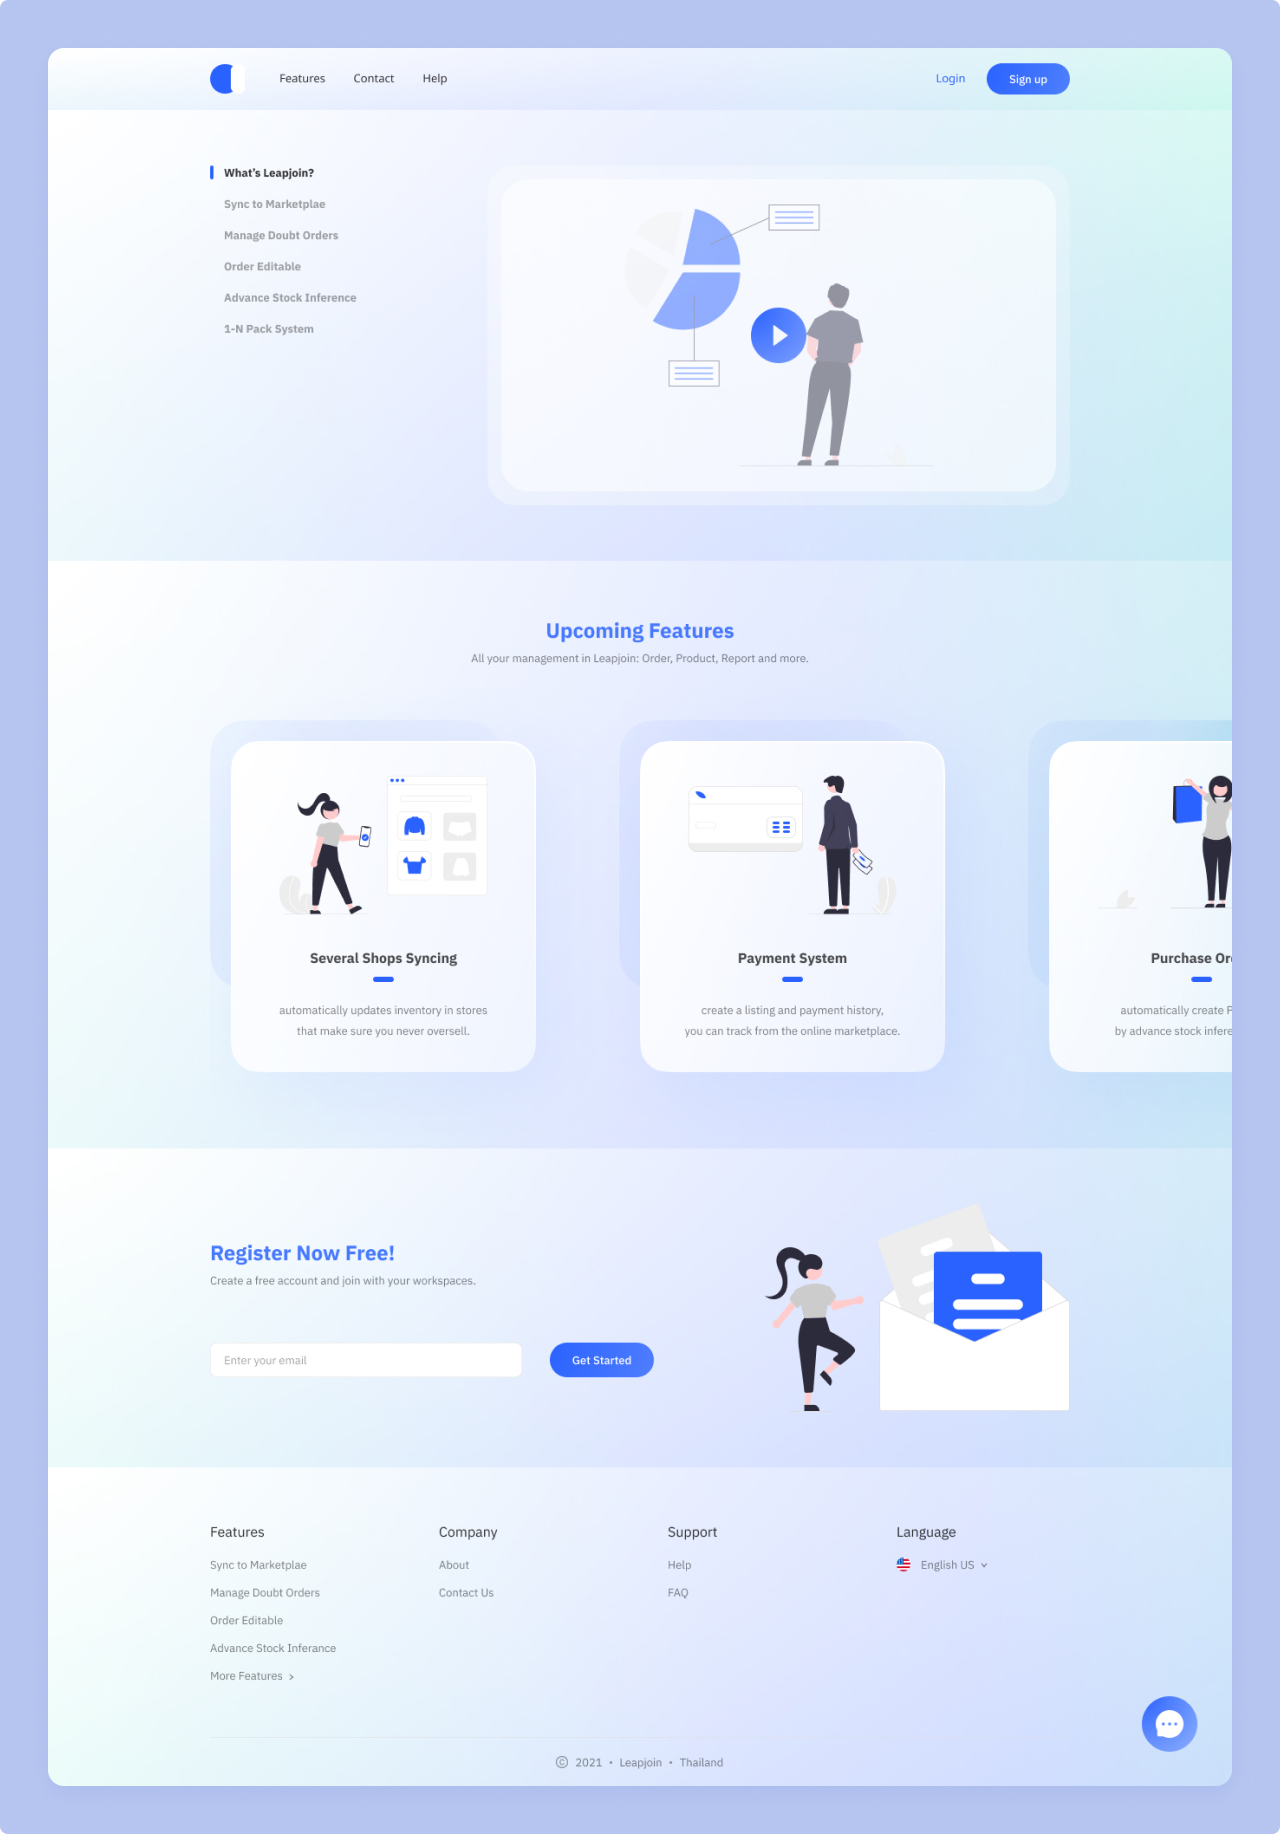 Features
Contact
Help
Login
Sign up
What's Leapjoin?
Sync to Marketplae
Manage Doubt Orders
Order Editable
Advance Stock Inference
1-N Pack System
Upcoming Features
All your management in Leapjoin: Order, Product, Report and more.
Several Shops Syncing
automatically updates inventory in stores
that make sure you never oversell.
Payment System
create a listing and payment history,
you can track from the online marketplace.
Purchase Or
automatically create P
by advance stock infere
Register Now Free!
Create a free account and join with your workspaces.
Enter your email
Get Started
Features
Sync to Marketplae
Manage Doubt Orders
Order Editable
Advance Stock Inferance
More Features
Company
About
Contact Us
Support
Help
FAQ
Language
English US
© 2021 • Leapjoin • Thailand